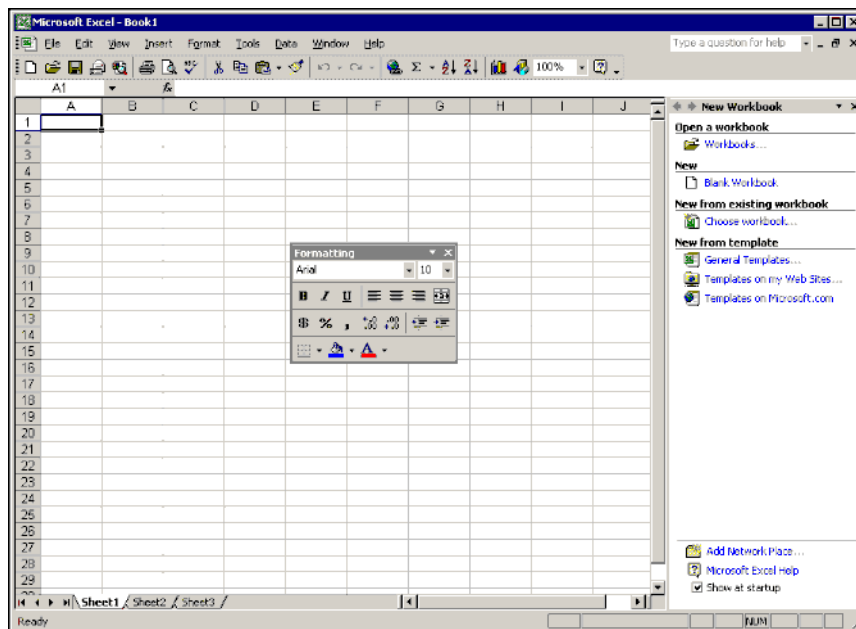 Microsoft Excel - Book1
File Edit View Insert Format Tools Data Window Help
Type a question for help
100%
A1 fx
A B C D E F G H I J
1
2
3
4
5
6
7
8
9
10
11
12
13
14
15
16
17
18
19
20
21
22
23
24
25
26
27
28
29
Formatting
Arial 10
B I U
$ % ,
A
New Workbook
Open a workbook
Workbooks...
New
Blank Workbook
New from existing workbook
Choose workbook...
New from template
General Templates...
Templates on my Web Sites...
Templates on Microsoft.com
Add Network Place...
Microsoft Excel Help
Show at startup
Sheet1 Sheet2 Sheet3
Ready NUM